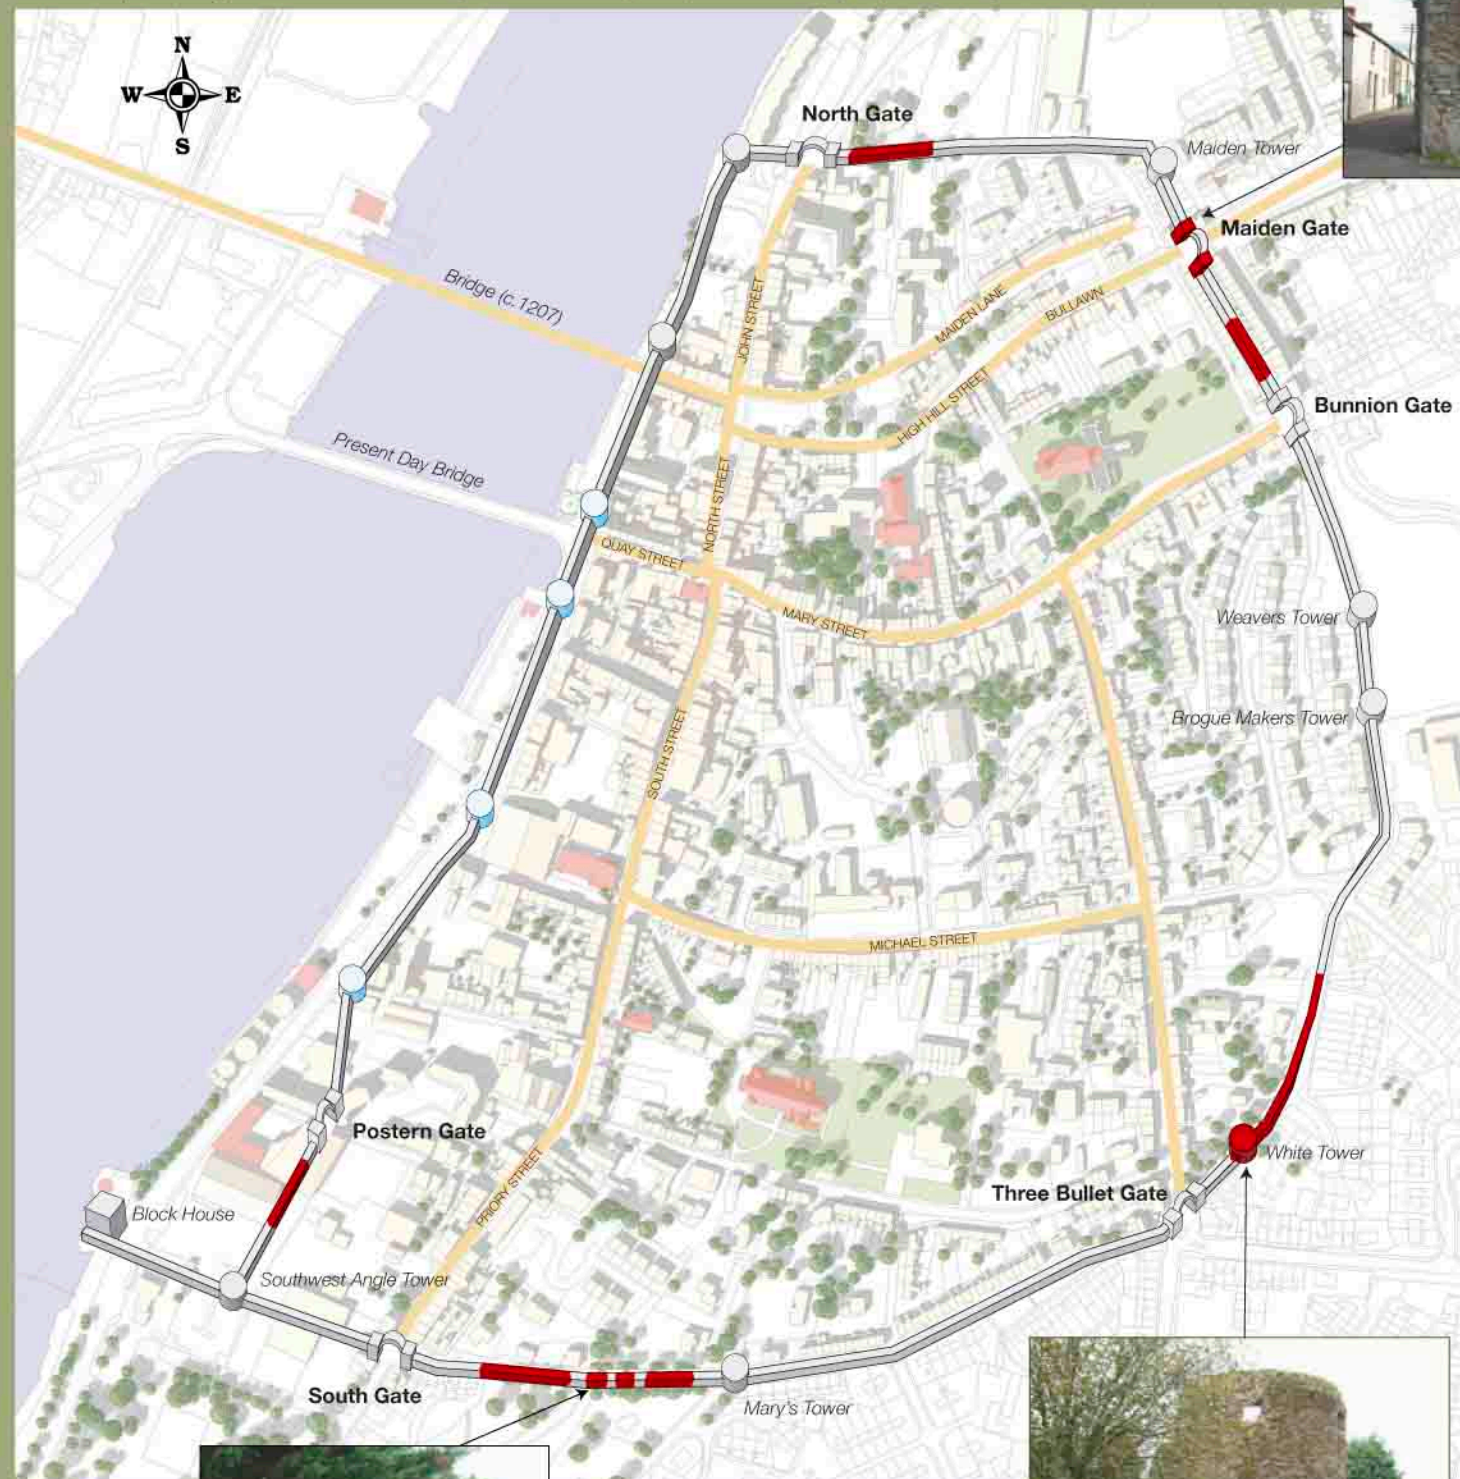 N
W E
S
North Gate
Maiden Tower
Maiden Gate
Bridge (c.1207)
JOHN STREET
MAIDEN LANE
BULLAWN
HIGH HILL STREET
Bunnion Gate
Present Day Bridge
NORTH STREET
QUAY STREET
MARY STREET
Weavers Tower
Brogue Makers Tower
SOUTH STREET
MICHAEL STREET
Postern Gate
White Tower
PRIORY STREET
Three Bullet Gate
Block House
Southwest Angle Tower
South Gate
Mary's Tower